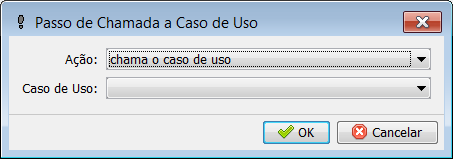 Passo de Chamada a Caso de Uso
Ação: chama o caso de uso
Caso de Uso:
OK Cancelar